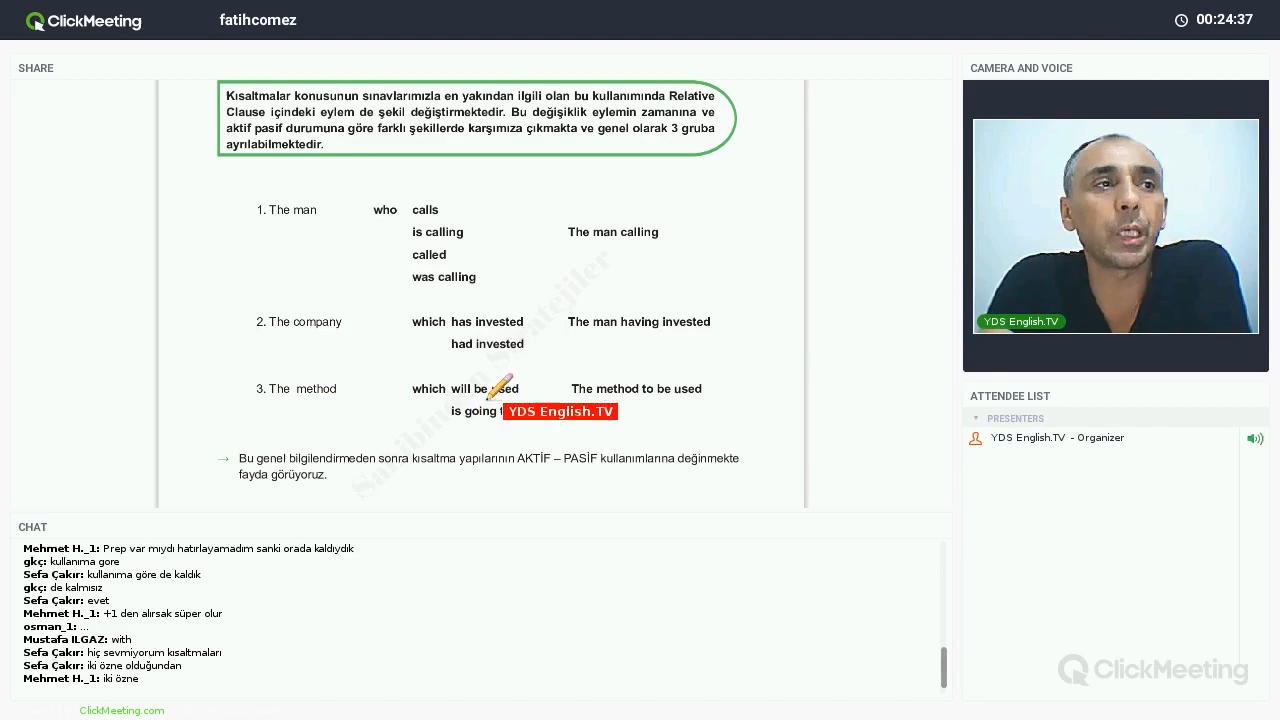 ClickMeeting
fatihcomez
00:24:37
SHARE
Kısaltmalar konusunun sınavlarımızla en yakından ilgili olan bu kullanımında Relative
Clause içindeki eylem de şekil değiştirmektedir. Bu değişiklik eylemin zamanına ve
aktif pasif durumuna göre farklı şekillerde karşımıza çıkmakta ve genel olarak 3 gruba
ayrılabilmektedir.
1. The man who calls
is calling The man calling
called
was calling
2. The company which has invested The man having invested
had invested
3. The method which will be used The method to be used
is going
YDS English.TV
→ Bu genel bilgilendirmeden sonra kısaltma yapılarının AKTİF – PASİF kullanımlarına değinmekte
fayda görüyoruz.
Sahibinden Stratejiler
CHAT
Mehmet H._1: Prep var mıydı hatırlayamadım sanki orada kaldıydık
gkç: kullanıma gore
Sefa Çakır: kullanıma göre de kaldık
gkç: de kalmısız
Sefa Çakır: evet
Mehmet H._1: +1 den alırsak süper olur
osman_1: ...
Mustafa ILGAZ: with
Sefa Çakır: hiç sevmiyorum kısaltmaları
Sefa Çakır: iki özne olduğundan
Mehmet H._1: iki özne
ClickMeeting.com
CAMERA AND VOICE
YDS English.TV
ATTENDEE LIST
PRESENTERS
YDS English.TV - Organizer
ClickMeeting